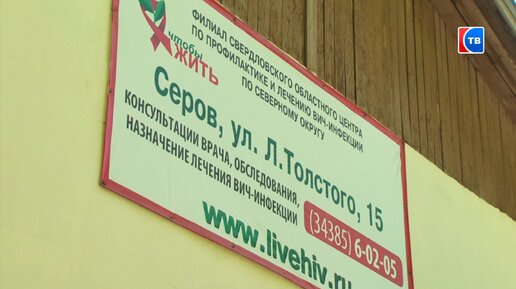 чтобы
жить
ФИЛИАЛ СВЕРДЛОВСКОГО ОБЛАСТНОГО ЦЕНТРА
ПО ПРОФИЛАКТИКЕ И ЛЕЧЕНИЮ ВИЧ-ИНФЕКЦИИ
ПО СЕВЕРНОМУ ОКРУГУ
Серов, ул. Л.Толстого, 15
КОНСУЛЬТАЦИИ ВРАЧА, ОБСЛЕДОВАНИЯ,
НАЗНАЧЕНИЕ ЛЕЧЕНИЯ ВИЧ-ИНФЕКЦИИ
(34385) 6-02-05
www.livehiv.ru
ТВ